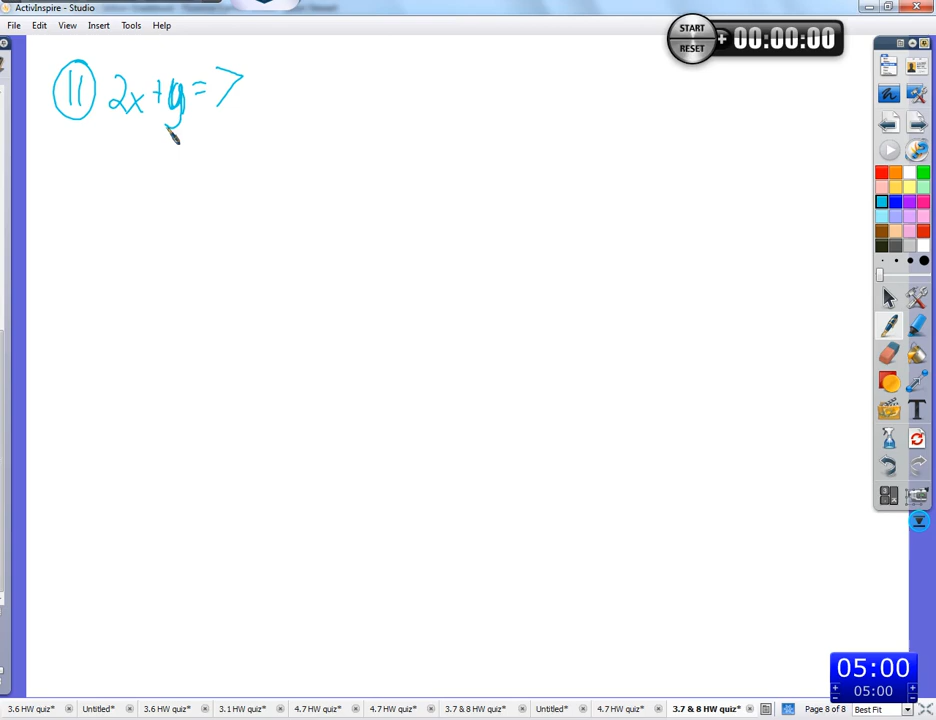 ActivInspire - Studio
File Edit View Insert Tools Help
START
RESET
+ 00:00:00
11 2x+y=7
T
05:00
05:00
3.6 HW quiz* Untitled* 3.6 HW quiz* 3.1 HW quiz* 4.7 HW quiz* 4.7 HW quiz* 3.7 & 8 HW quiz* Untitled* 4.7 HW quiz* 3.7 & 8 HW quiz* Page 8 of 8 Best Fit